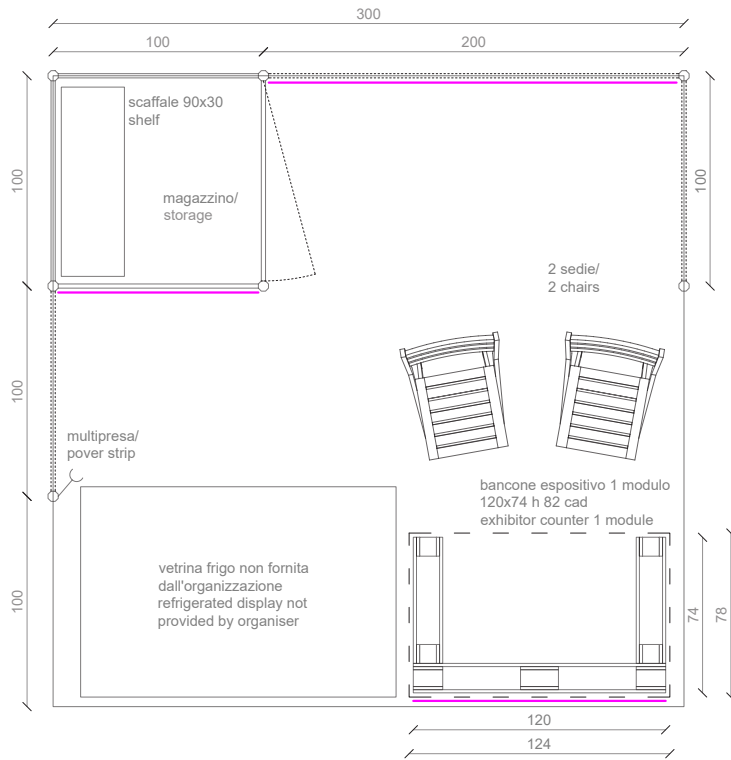 300
100
200
scaffale 90x30
shelf
100
magazzino/
storage
100
2 sedie/
2 chairs
100
multipresa/
pover strip
bancone espositivo 1 modulo
120x74 h 82 cad
exhibitor counter 1 module
vetrina frigo non fornita
dall'organizzazione
refrigerated display not
provided by organiser
100
74
78
120
124